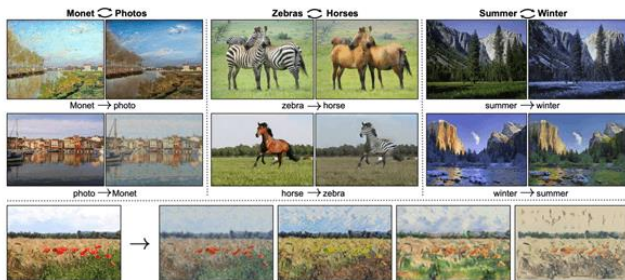 Monet ⟳ Photos
Zebras ⟳ Horses
Summer ⟳ Winter
Monet → photo
zebra → horse
summer → winter
photo → Monet
horse → zebra
winter → summer